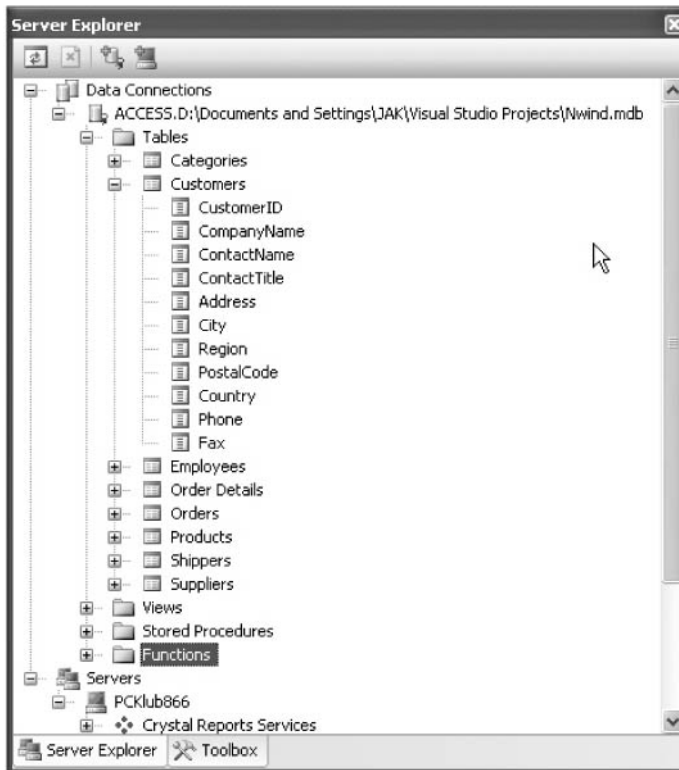 Server Explorer
Data Connections
ACCESS.D:\Documents and Settings\JAK\Visual Studio Projects\Nwind.mdb
Tables
Categories
Customers
CustomerID
CompanyName
ContactName
ContactTitle
Address
City
Region
PostalCode
Country
Phone
Fax
Employees
Order Details
Orders
Products
Shippers
Suppliers
Views
Stored Procedures
Functions
Servers
PCKlub866
Crystal Reports Services
Server Explorer Toolbox